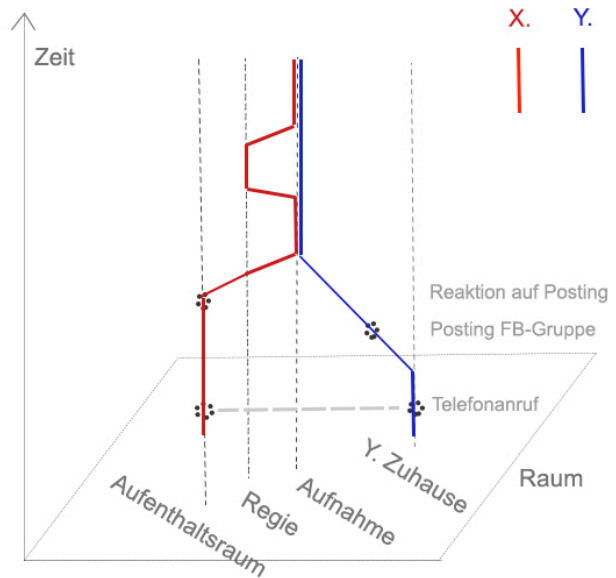 X. Y.
Zeit
Reaktion auf Posting
Posting FB-Gruppe
Telefonanruf
Y. Zuhause
Raum
Aufnahme
Regie
Aufenthaltsraum